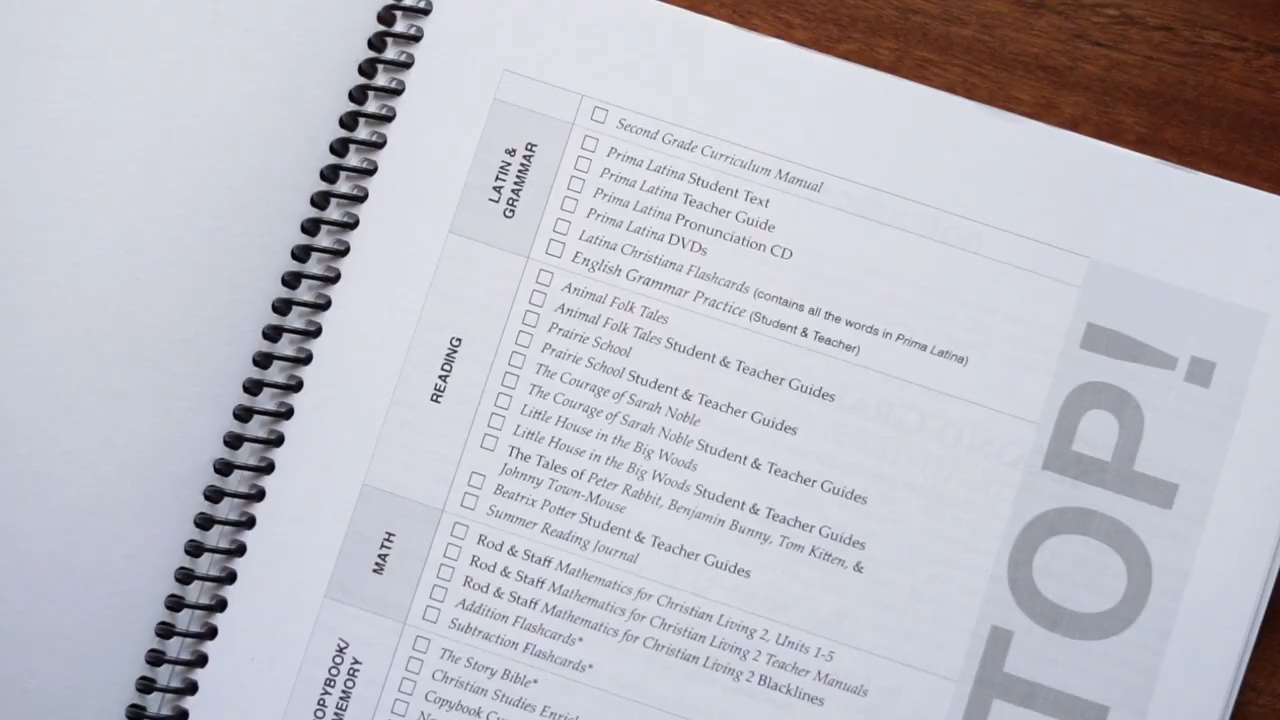 Second Grade Curriculum Manual
LATIN &
GRAMMAR
Prima Latina Student Text
Prima Latina Teacher Guide
Prima Latina Pronunciation CD
Prima Latina DVDs
Latina Christiana Flashcards (contains all the words in Prima Latina)
English Grammar Practice (Student & Teacher)
READING
Animal Folk Tales
Animal Folk Tales Student & Teacher Guides
Prairie School
Prairie School Student & Teacher Guides
The Courage of Sarah Noble
The Courage of Sarah Noble Student & Teacher Guides
Little House in the Big Woods
Little House in the Big Woods Student & Teacher Guides
The Tales of Peter Rabbit, Benjamin Bunny, Tom Kitten, &
Johnny Town-Mouse
Beatrix Potter Student & Teacher Guides
Summer Reading Journal
MATH
Rod & Staff Mathematics for Christian Living 2, Units 1-5
Rod & Staff Mathematics for Christian Living 2 Teacher Manuals
Rod & Staff Mathematics for Christian Living 2 Blacklines
Addition Flashcards*
Subtraction Flashcards*
The Story Bible*
Christian Studies
Copybook
TOP!